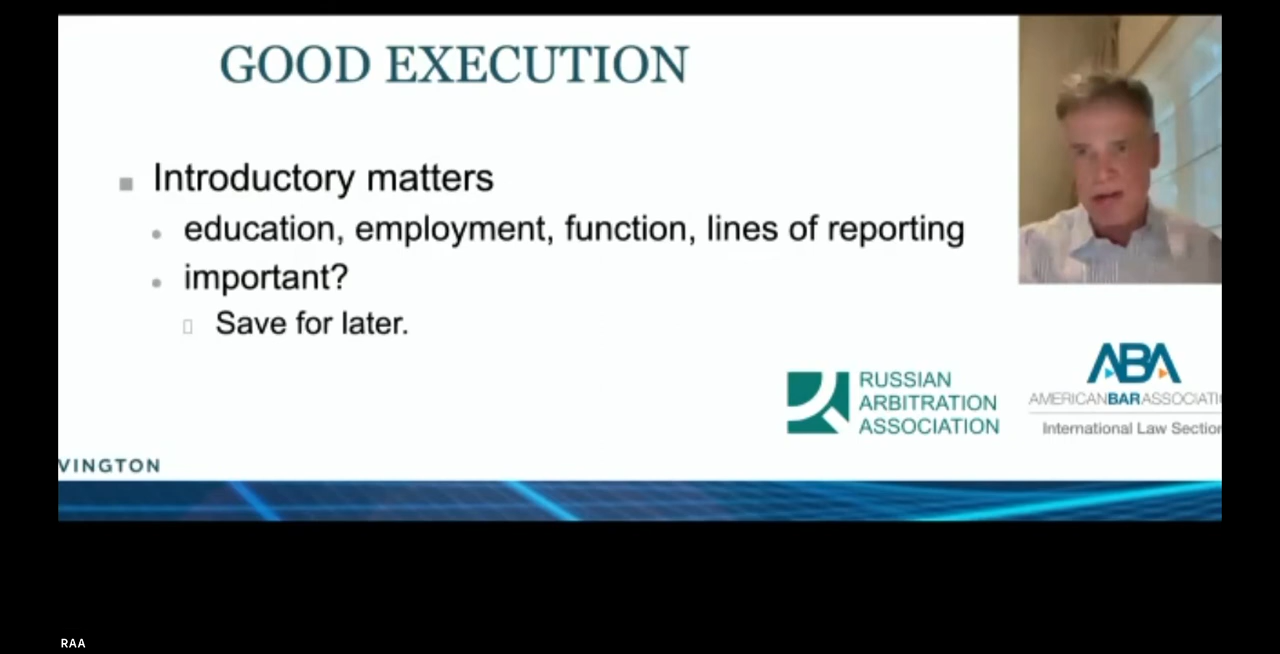 GOOD EXECUTION
Introductory matters
education, employment, function, lines of reporting
important?
Save for later.
RUSSIAN
ARBITRATION
ASSOCIATION
ABA
AMERICANBARASSOCIATI
International Law Section
VINGTON
RAA